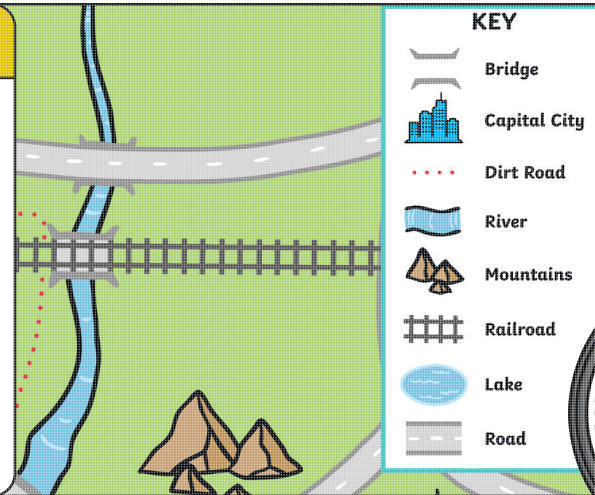 KEY
Bridge
Capital City
Dirt Road
River
Mountains
Railroad
Lake
Road